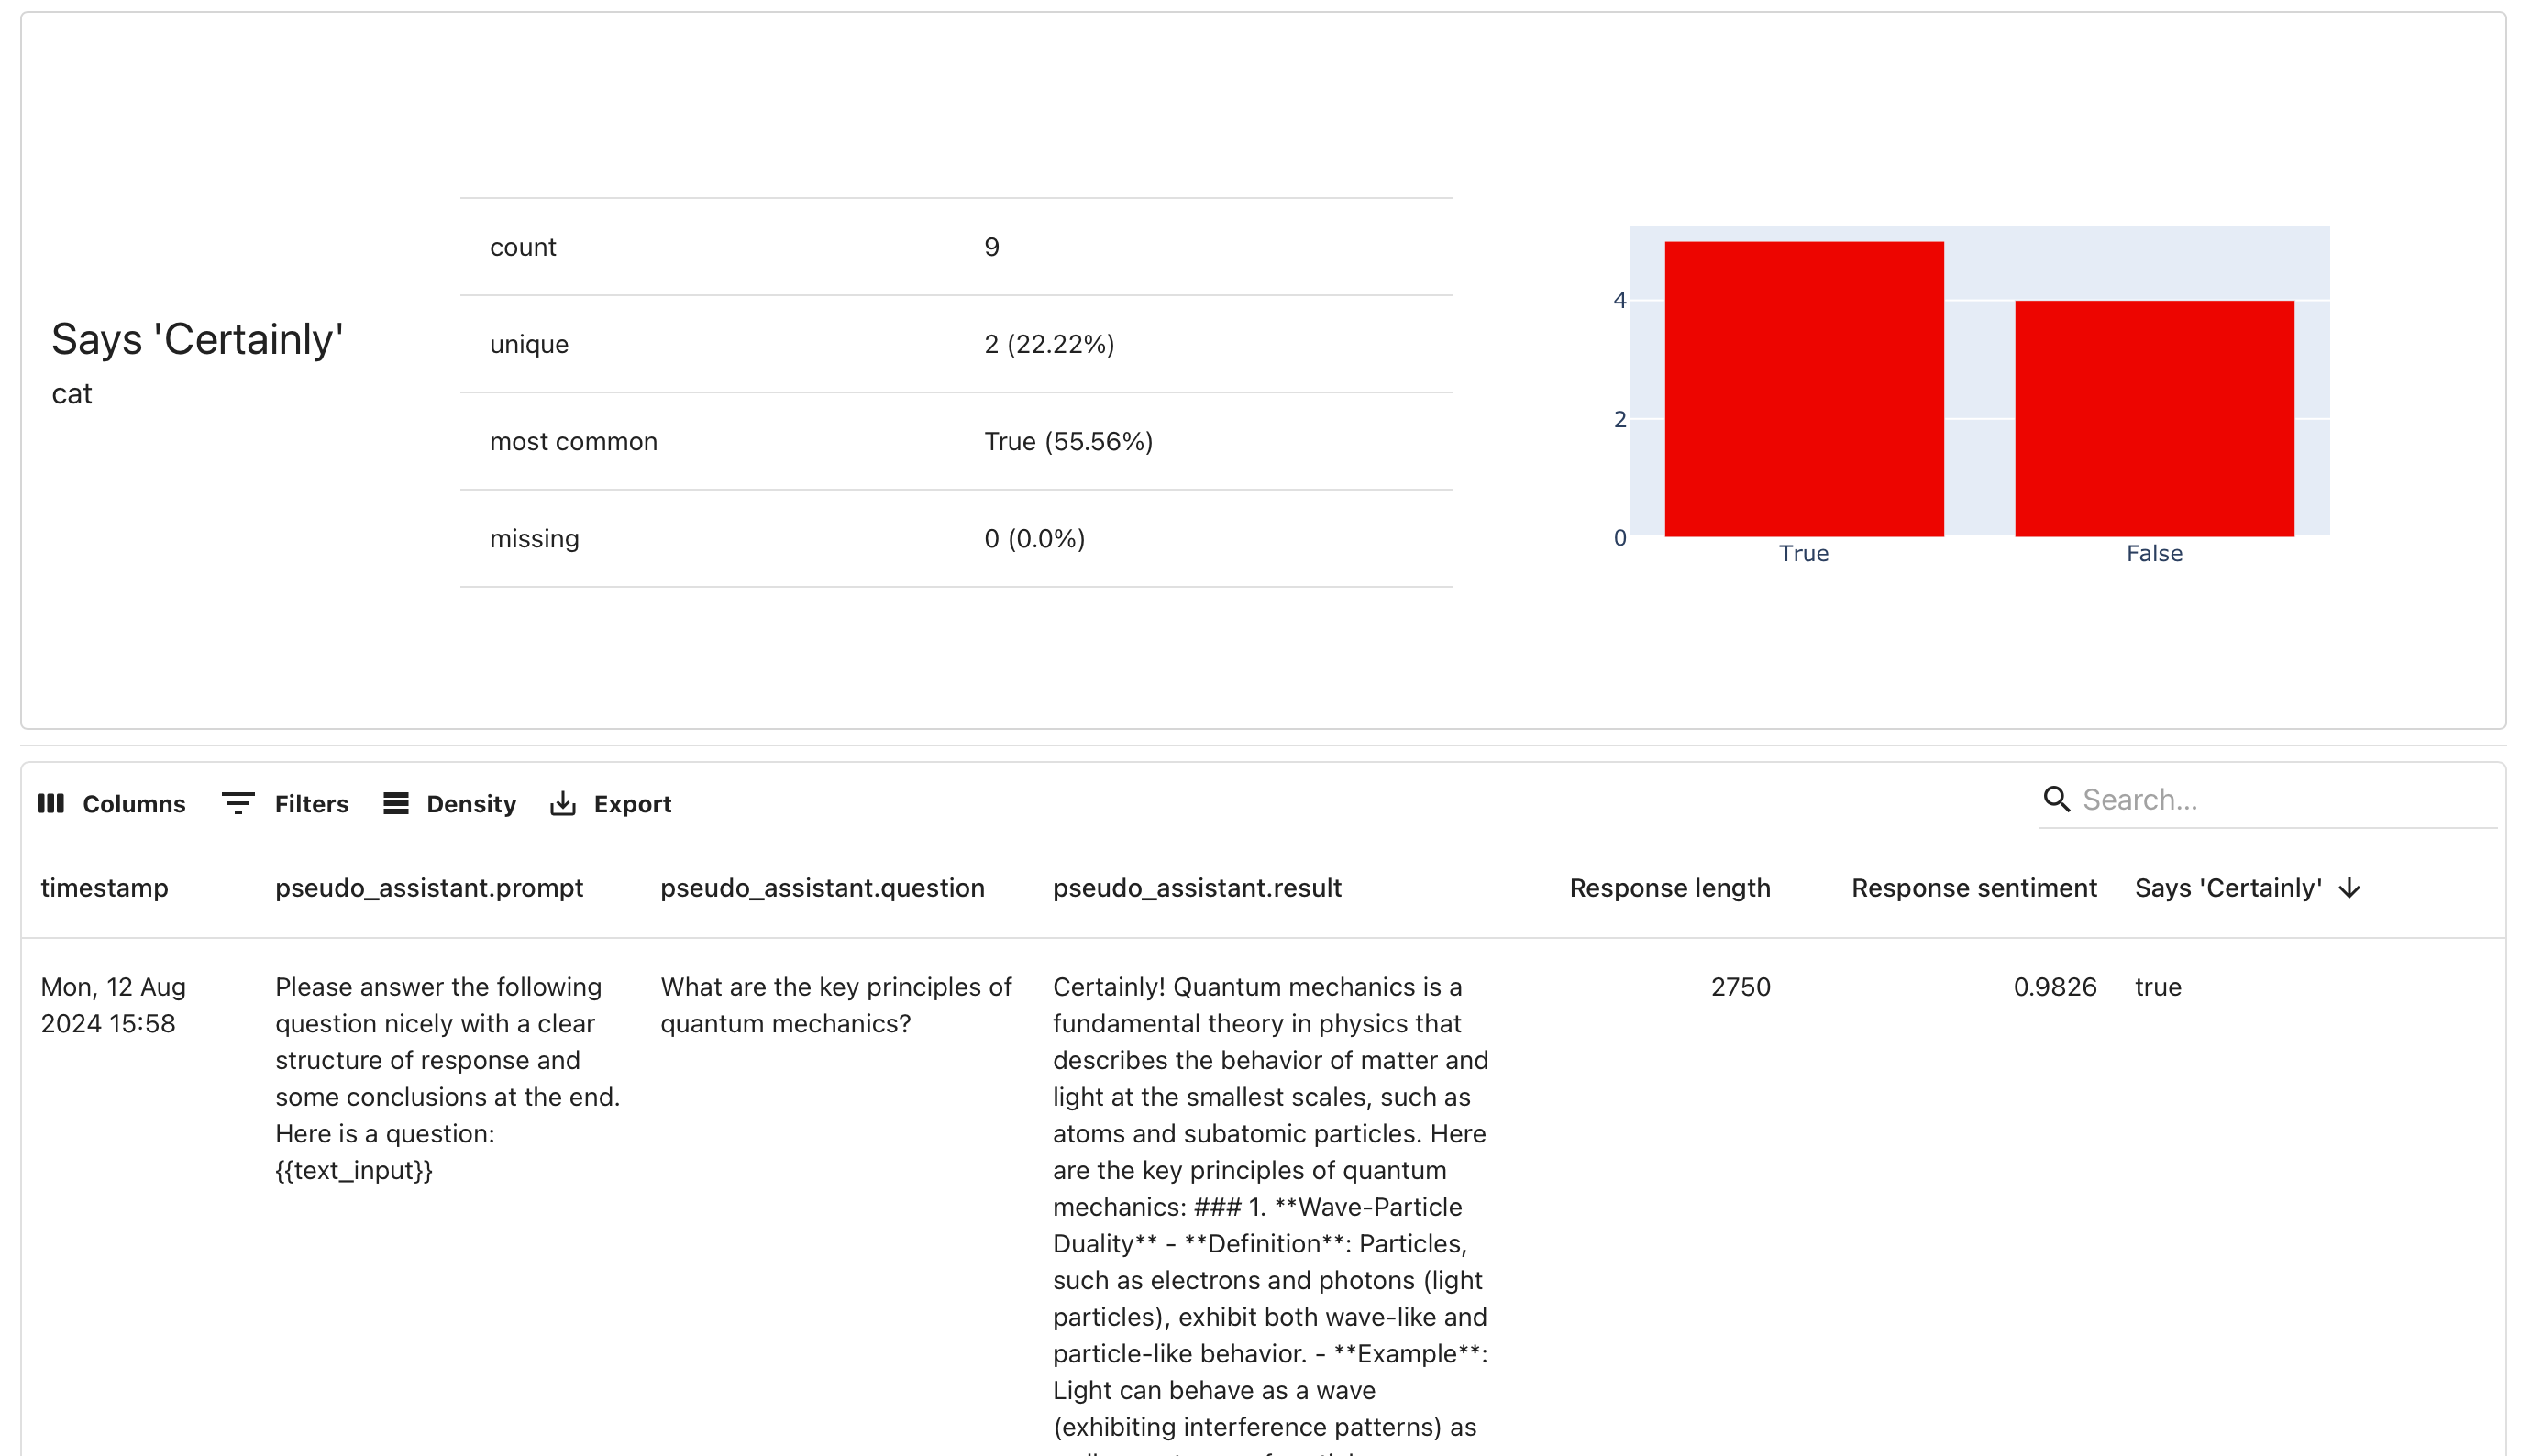 Says 'Certainly'
cat
count 9
unique 2 (22.22%)
most common True (55.56%)
missing 0 (0.0%)
4
2
0
True False
Columns Filters Density Export Search...
timestamp pseudo_assistant.prompt pseudo_assistant.question pseudo_assistant.result Response length Response sentiment Says 'Certainly'
Mon, 12 Aug
2024 15:58
Please answer the following
question nicely with a clear
structure of response and
some conclusions at the end.
Here is a question:
{{text_input}}
What are the key principles of
quantum mechanics?
Certainly! Quantum mechanics is a
fundamental theory in physics that
describes the behavior of matter and
light at the smallest scales, such as
atoms and subatomic particles. Here
are the key principles of quantum
mechanics: ### 1. **Wave-Particle
Duality** - **Definition**: Particles,
such as electrons and photons (light
particles), exhibit both wave-like and
particle-like behavior. - **Example**:
Light can behave as a wave
(exhibiting interference patterns) as
2750
0.9826
true